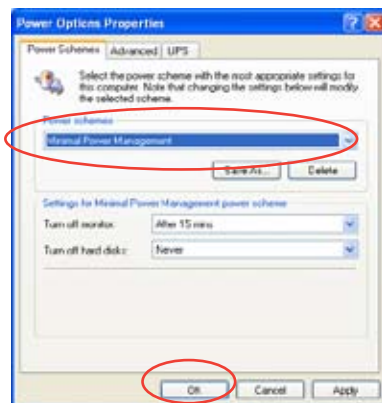 Power Options Properties
Power Schemes Advanced UPS
Select the power scheme with the most appropriate settings for
this computer. Note that changing the settings below will modify
the selected scheme.
Power schemes
Minimal Power Management
Save As... Delete
Settings for Minimal Power Management power scheme
Turn off monitor: After 15 mins
Turn off hard disks: Never
OK Cancel Apply